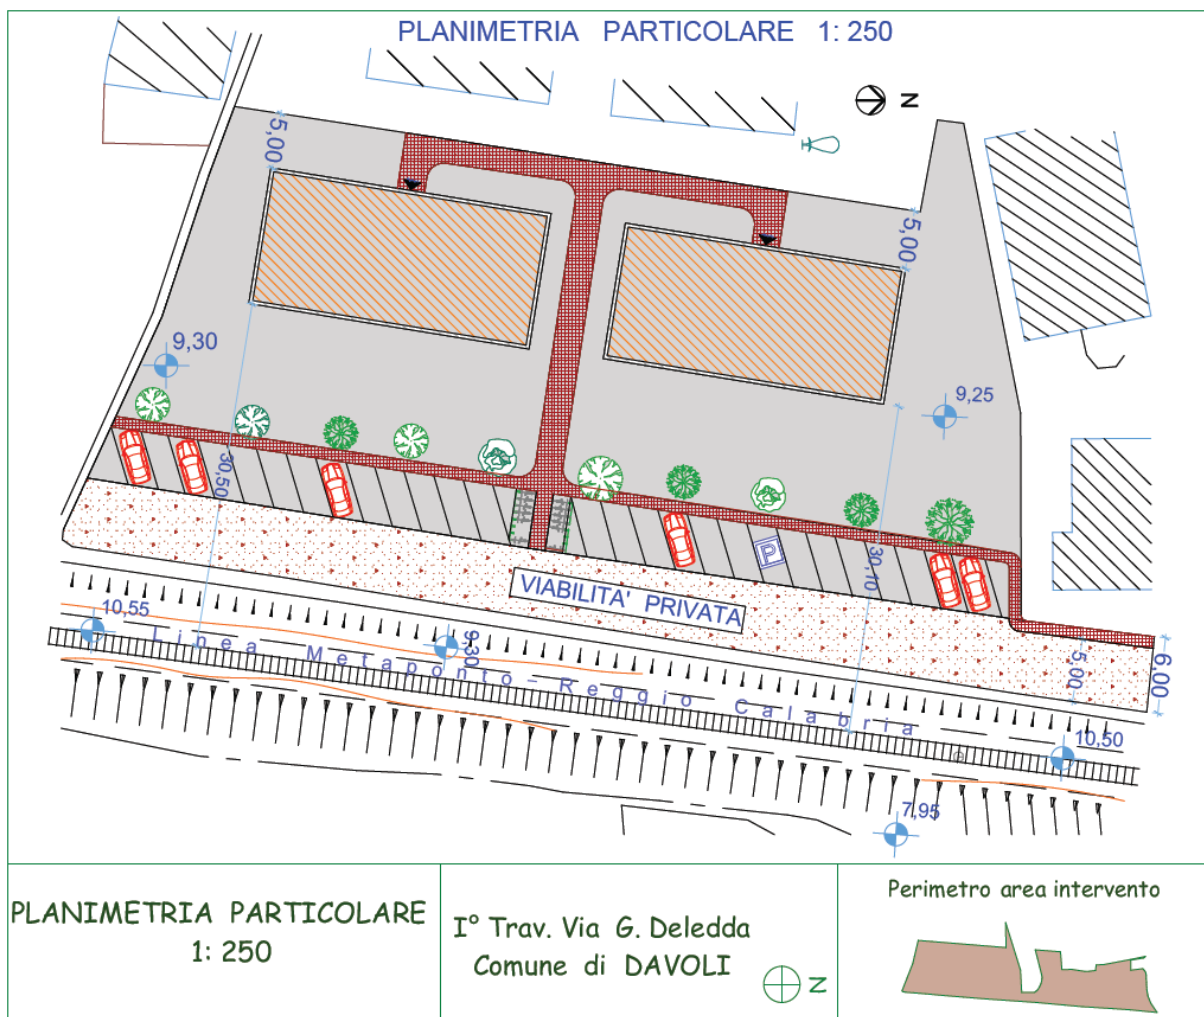 PLANIMETRIA PARTICOLARE 1: 250
N
5,00
5,00
9,30
9,25
30,50
30,10
P
VIABILITA' PRIVATA
10,55
9,30
Linea Metaponto - Reggio Calabria
5,00
6,00
10,50
7,95
PLANIMETRIA PARTICOLARE
1: 250
I° Trav. Via G. Deledda
Comune di DAVOLI
N
Perimetro area intervento